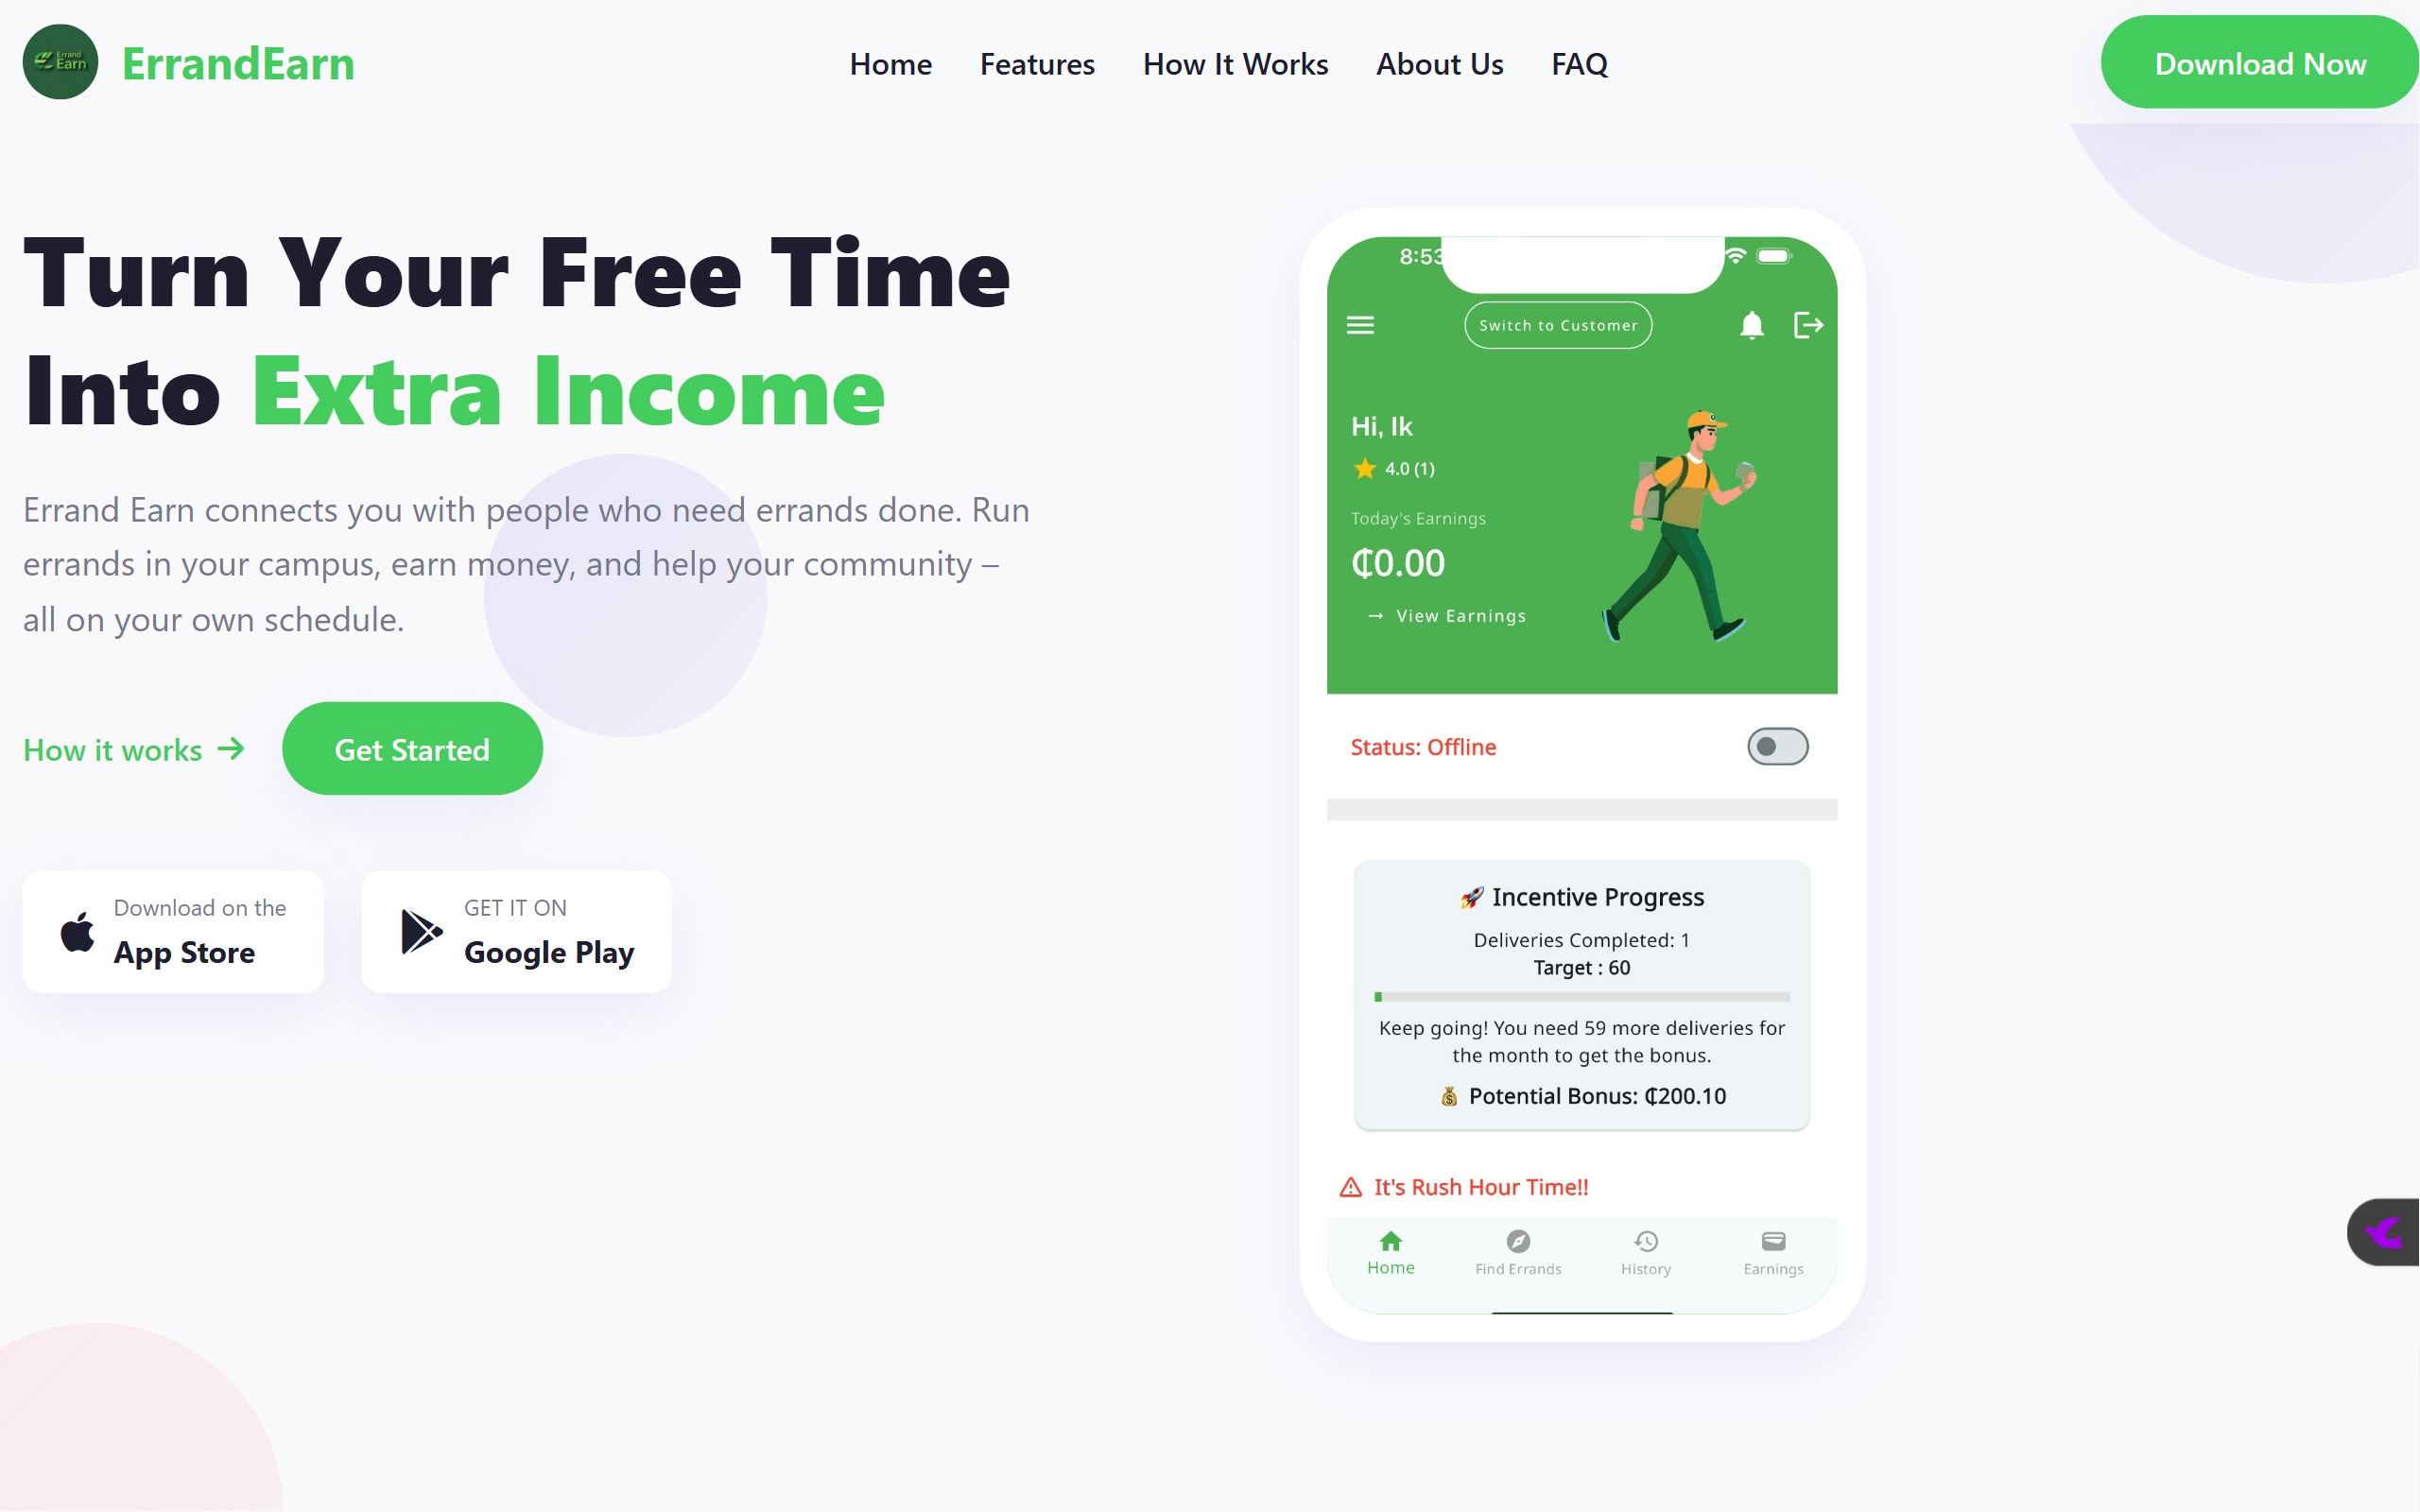 Errand
Earn
ErrandEarn
Home
Features
How It Works
About Us
FAQ
Download Now
Turn Your Free Time
Into Extra Income
Errand Earn connects you with people who need errands done. Run
errands in your campus, earn money, and help your community –
all on your own schedule.
How it works →
Get Started
Download on the
App Store
GET IT ON
Google Play
8:53
Switch to Customer
Hi, Ik
4.0 (1)
Today's Earnings
₵0.00
→ View Earnings
Status: Offline
🚀 Incentive Progress
Deliveries Completed: 1
Target : 60
Keep going! You need 59 more deliveries for
the month to get the bonus.
💰 Potential Bonus: ₵200.10
It's Rush Hour Time!!
Home
Find Errands
History
Earnings